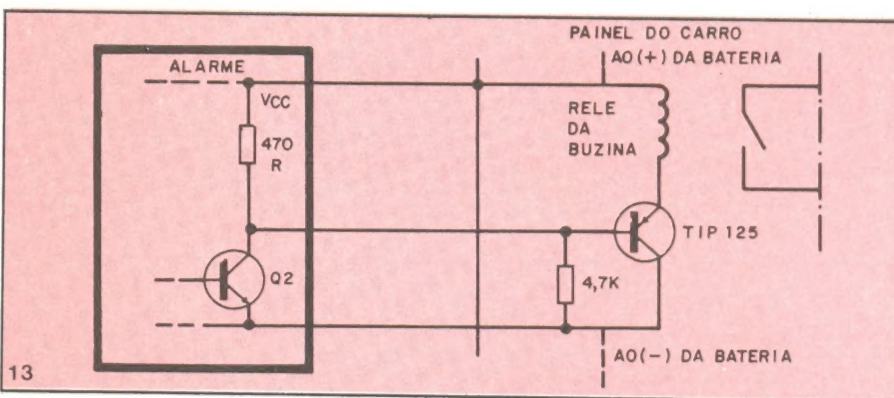 PAINEL DO CARRO
ALARME
AO(+) DA BATERIA
VCC
RELE
DA
BUZINA
470
R
TIP 125
Q2
4,7K
AO(-) DA BATERIA
13